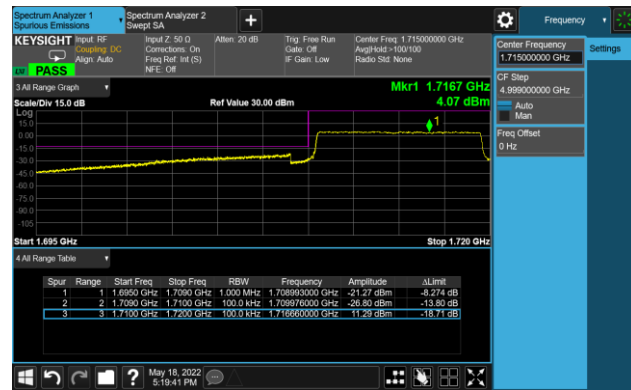 Spectrum Analyzer 1
Spurious Emissions
Spectrum Analyzer 2
Swept SA
Frequency
KEYSIGHT
Input: RF
Coupling: DC
Align: Auto
Input Z: 50 Ω
Corrections: On
Freq Ref: Int (S)
NFE: Off
Atten: 20 dB
Trig: Free Run
Gate: Off
IF Gain: Low
Center Freq: 1.715000000 GHz
Avg|Hold:>100/100
Radio Std: None
PASS
Center Frequency
1.715000000 GHz
Settings
CF Step
4.999000000 GHz
Auto
Man
Freq Offset
0 Hz
3 All Range Graph
Mkr1 1.7167 GHz
4.07 dBm
Scale/Div 15.0 dB
Ref Value 30.00 dBm
Log
15.0
0.00
-15.0
-30.0
-45.0
-60.0
-75.0
-90.0
-105
1
Start 1.695 GHz
Stop 1.720 GHz
4 All Range Table
Spur Range Start Freq Stop Freq RBW Frequency Amplitude ΔLimit
1 1 1.6950 GHz 1.7090 GHz 1.000 MHz 1.708993000 GHz -21.27 dBm -8.274 dB
2 2 1.7090 GHz 1.7100 GHz 100.0 kHz 1.709976000 GHz -26.80 dBm -13.80 dB
3 3 1.7100 GHz 1.7200 GHz 100.0 kHz 1.716660000 GHz 11.29 dBm -18.71 dB
May 18, 2022
5:19:41 PM